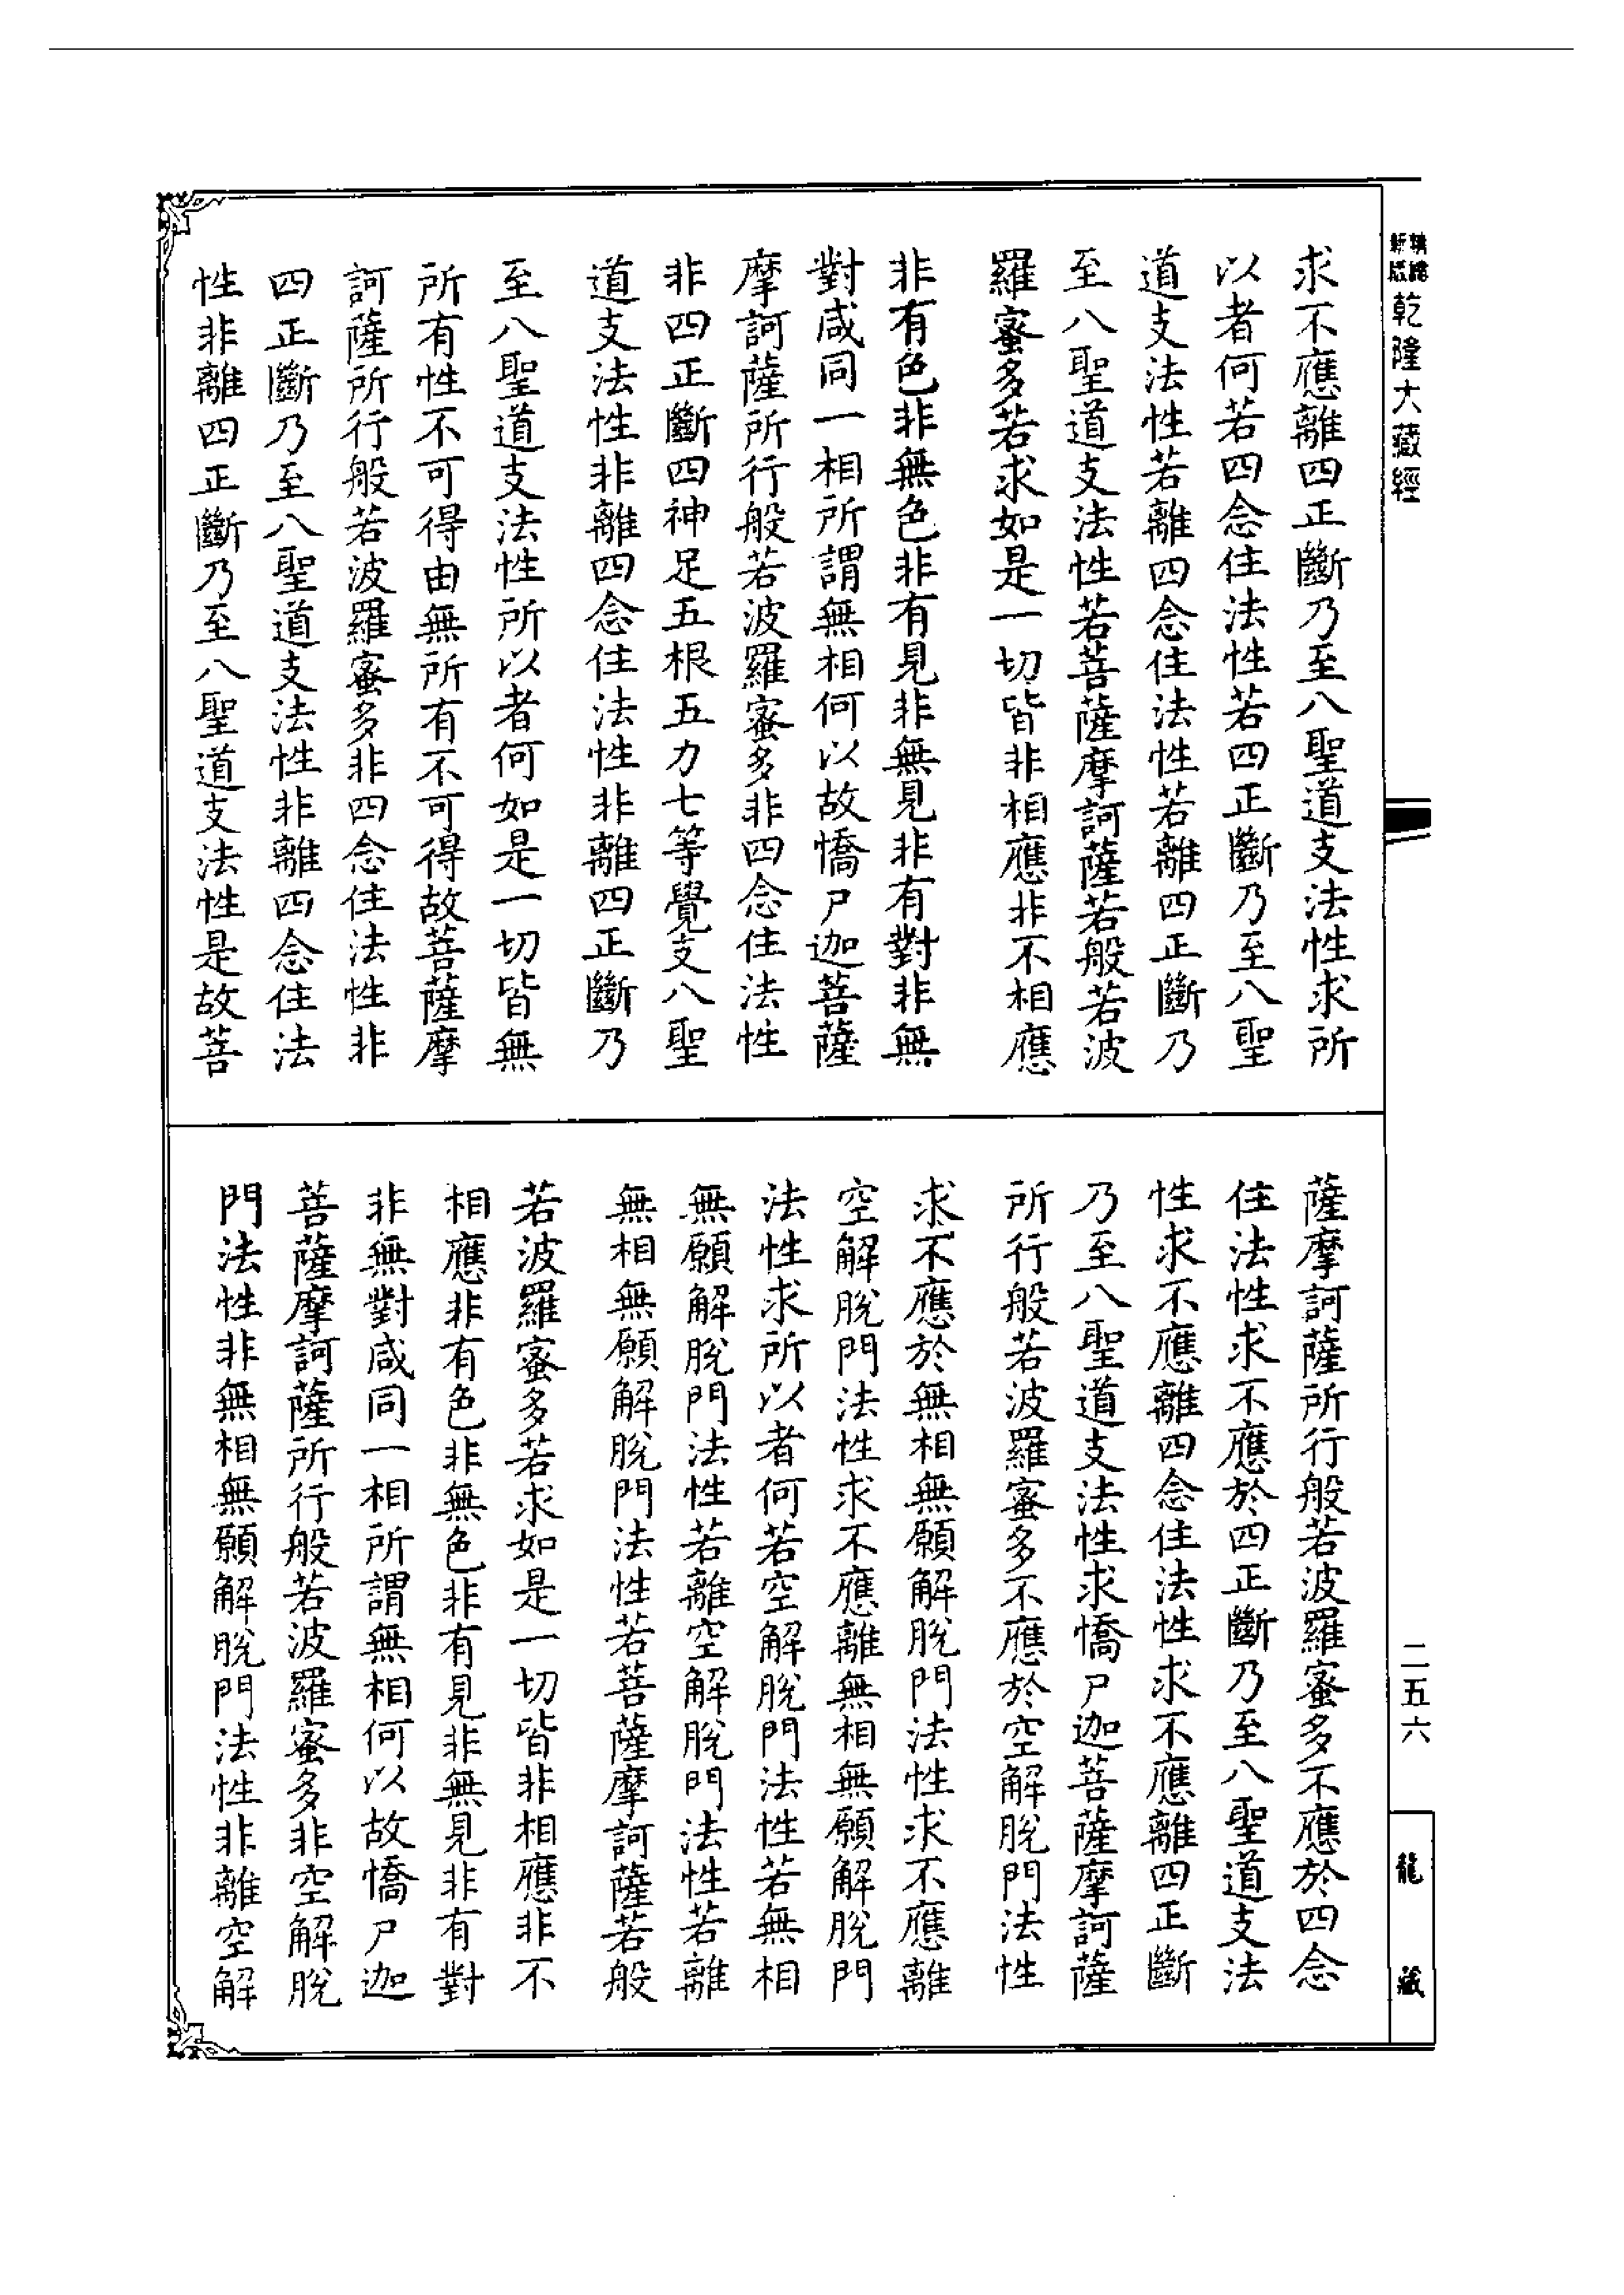 乾隆大藏經
求不應離四正斷乃至八聖道支法性求所
以者何若四念住法性若四正斷乃至八聖
道支法性若離四念住法性若離四正斷乃
至八聖道支法性若菩薩摩訶薩若般若波
羅蜜多若求如是一切皆非相應非不相應
非有色非無色非有見非無見非有對非無
對咸同一相所謂無相何以故憍尸迦菩薩
摩訶薩所行般若波羅蜜多非四念住法性
非四正斷四神足五根五力七等覺支八聖
道支法性非離四念住法性非離四正斷乃
至八聖道支法性所以者何如是一切皆無
所有性不可得由無所有不可得故菩薩摩
訶薩所行般若波羅蜜多非四念住法性非
四正斷乃至八聖道支法性非離四念住法
性非離四正斷乃至八聖道支法性是故菩
薩摩訶薩所行般若波羅蜜多不應於四念
住法性求不應於四正斷乃至八聖道支法
性求不應離四念住法性求不應離四正斷
乃至八聖道支法性求憍尸迦菩薩摩訶薩
所行般若波羅蜜多不應於空解脫門法性
求不應於無相無願解脫門法性求不應離
空解脫門法性求不應離無相無願解脫門
法性求所以者何若空解脫門法性若無相
無願解脫門法性若離空解脫門法性若離
無相無願解脫門法性若菩薩摩訶薩若般
若波羅蜜多若求如是一切皆非相應非不
相應非有色非無色非有見非無見非有對
非無對咸同一相所謂無相何以故憍尸迦
菩薩摩訶薩所行般若波羅蜜多非空解脫
門法性非無相無願解脫門法性非離空解
二五六
龍藏